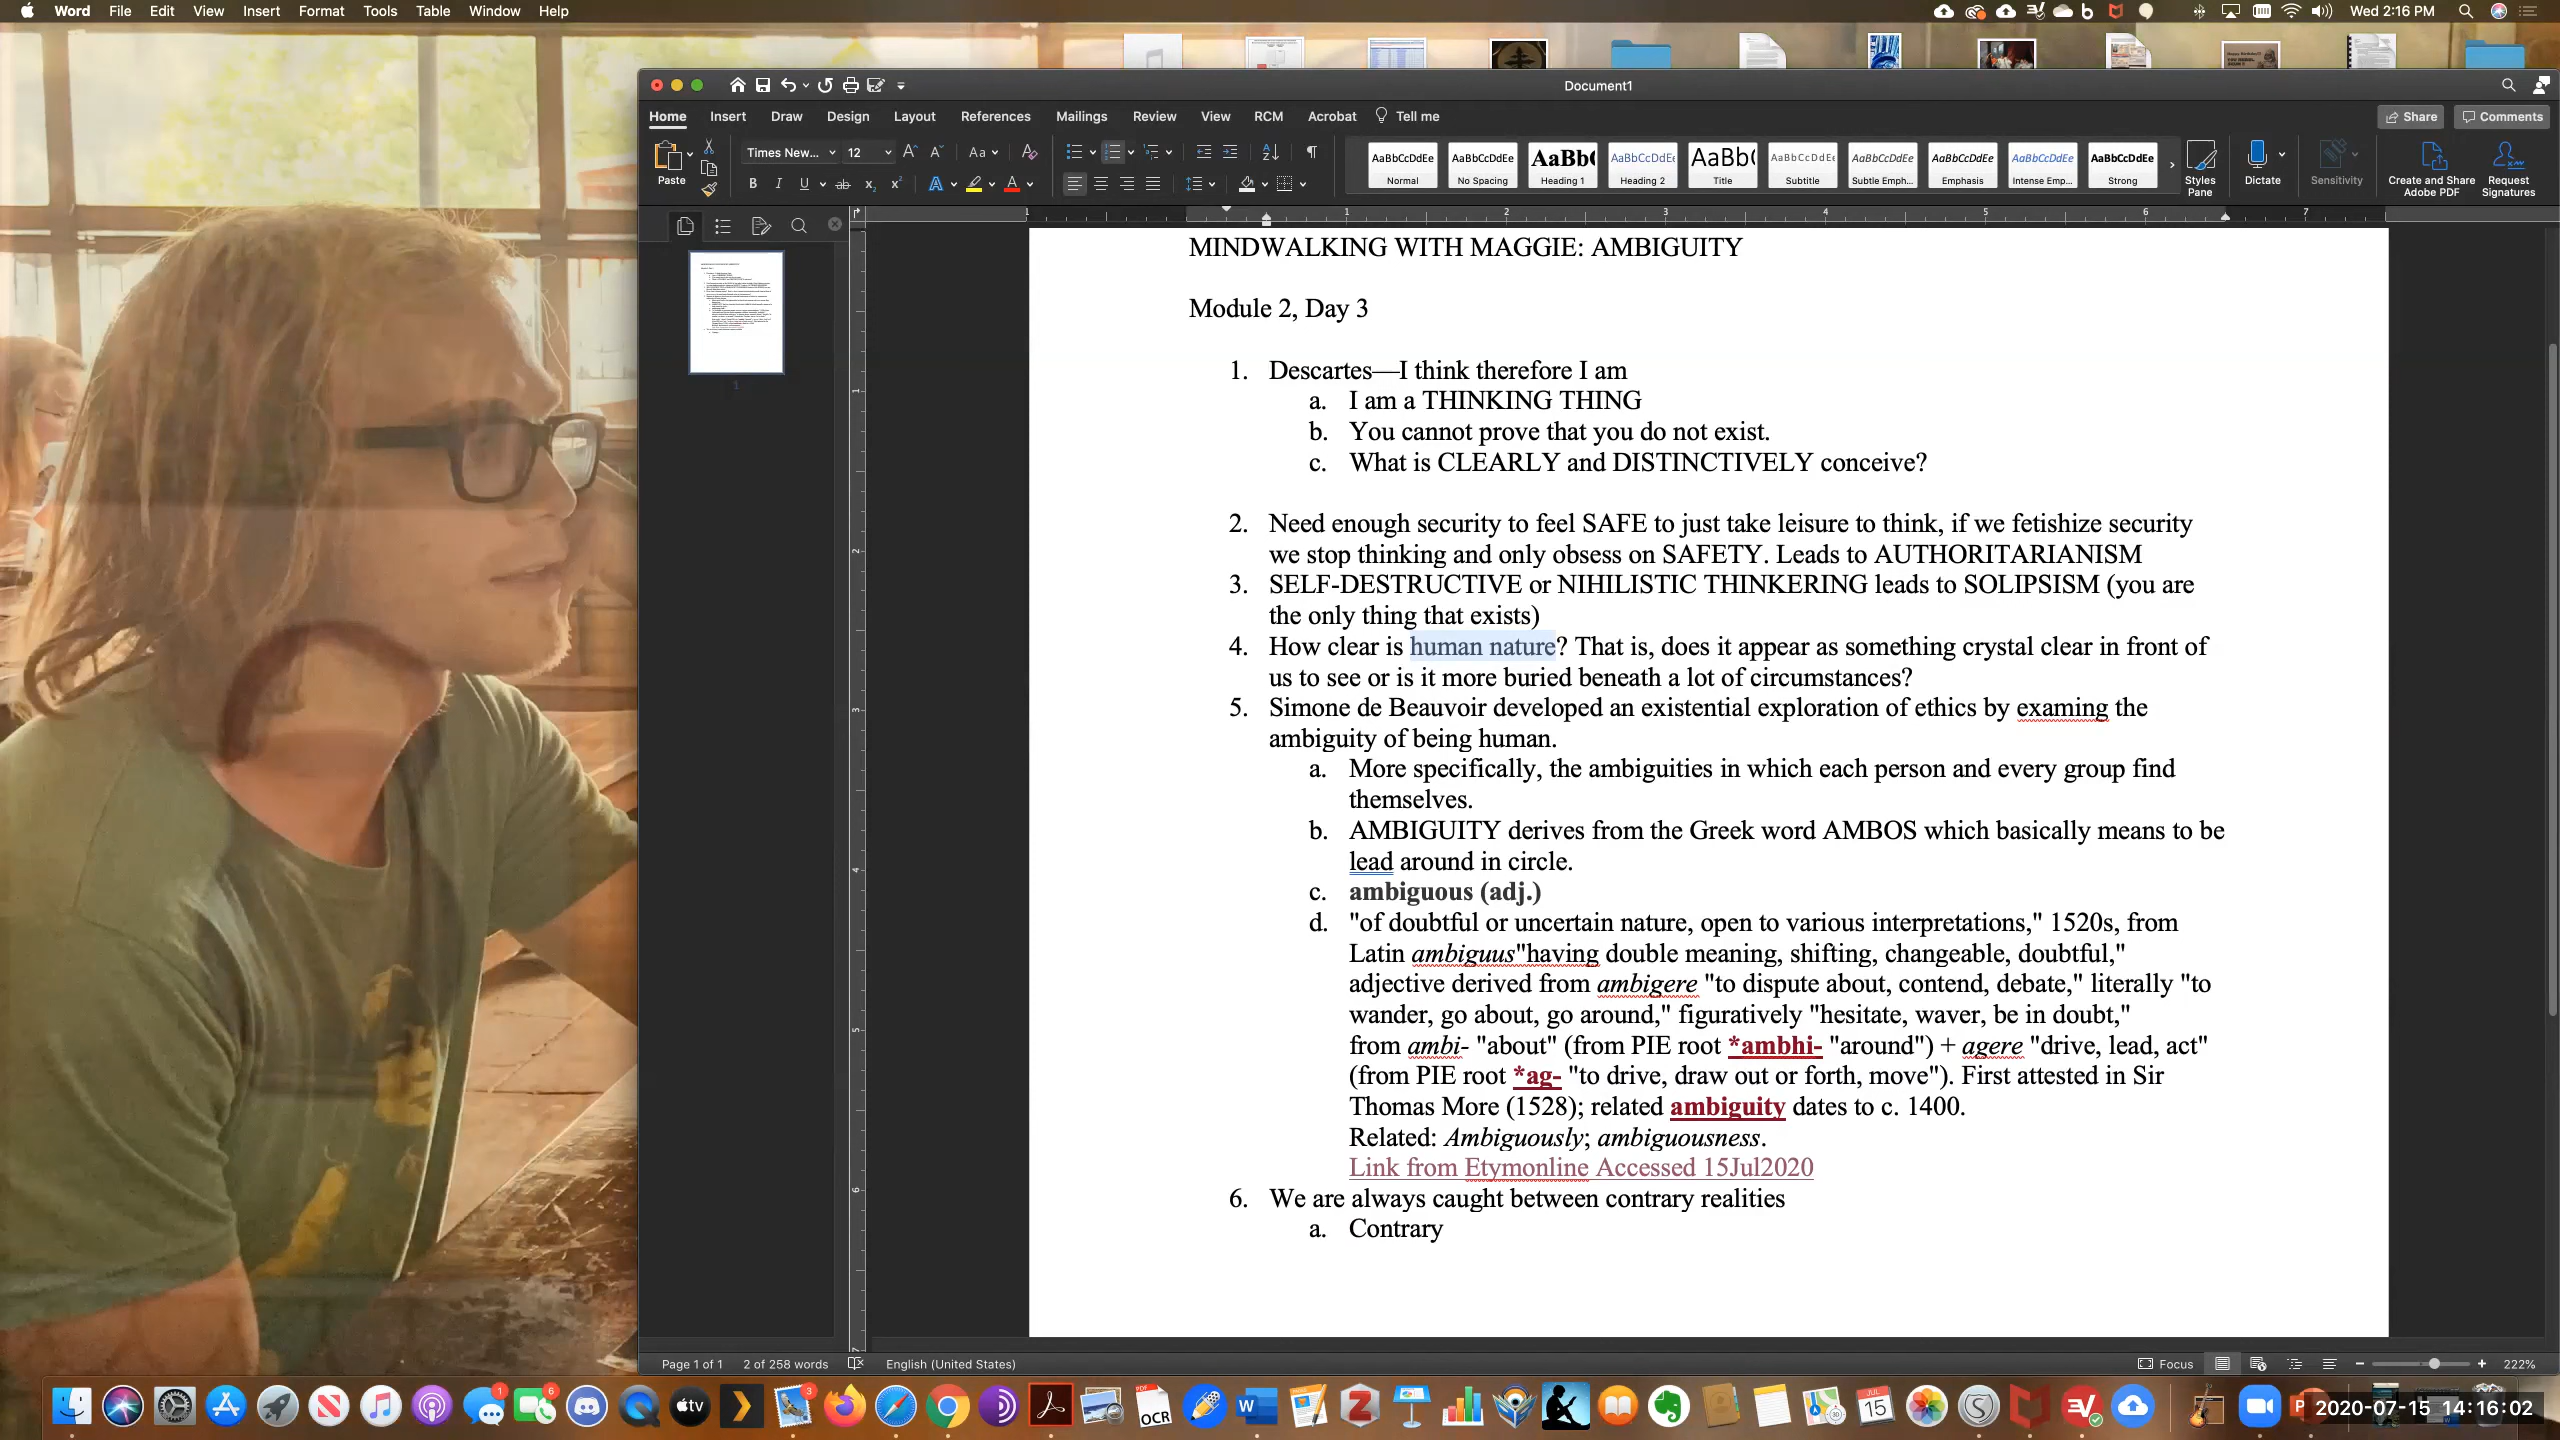 Word File Edit View Insert Format Tools Table Window Help
Wed 2:16 PM
Document1
Home Insert Draw Design Layout References Mailings Review View RCM Acrobat Tell me
Share Comments
Times New... 12
Paste
AaBbCcDdEe AaBbCcDdEe AaBb( AaBbCcDdE AaBb( AaBbCcDdE AaBbCcDdEe AaBbCcDdEe AaBbCcDdEe AaBbCcDdEe
Normal No Spacing Heading 1 Heading 2 Title Subtitle Subtle Emph... Emphasis Intense Emp... Strong
Styles Pane
Dictate
Sensitivity
Create and Share Adobe PDF
Request Signatures
MINDWALKING WITH MAGGIE: AMBIGUITY
Module 2, Day 3
1. Descartes—I think therefore I am
a. I am a THINKING THING
b. You cannot prove that you do not exist.
c. What is CLEARLY and DISTINCTIVELY conceive?
2. Need enough security to feel SAFE to just take leisure to think, if we fetishize security
we stop thinking and only obsess on SAFETY. Leads to AUTHORITARIANISM
3. SELF-DESTRUCTIVE or NIHILISTIC THINKERING leads to SOLIPSISM (you are
the only thing that exists)
4. How clear is human nature? That is, does it appear as something crystal clear in front of
us to see or is it more buried beneath a lot of circumstances?
5. Simone de Beauvoir developed an existential exploration of ethics by examing the
ambiguity of being human.
a. More specifically, the ambiguities in which each person and every group find
themselves.
b. AMBIGUITY derives from the Greek word AMBOS which basically means to be
lead around in circle.
c. ambiguous (adj.)
d. "of doubtful or uncertain nature, open to various interpretations," 1520s, from
Latin ambiguus"having double meaning, shifting, changeable, doubtful,"
adjective derived from ambigere "to dispute about, contend, debate," literally "to
wander, go about, go around," figuratively "hesitate, waver, be in doubt,"
from ambi- "about" (from PIE root *ambhi- "around") + agere "drive, lead, act"
(from PIE root *ag- "to drive, draw out or forth, move"). First attested in Sir
Thomas More (1528); related ambiguity dates to c. 1400.
Related: Ambiguously; ambiguousness.
Link from Etymonline Accessed 15Jul2020
6. We are always caught between contrary realities
a. Contrary
Page 1 of 1 2 of 258 words English (United States)
Focus
222%
2020-07-15 14:16:02